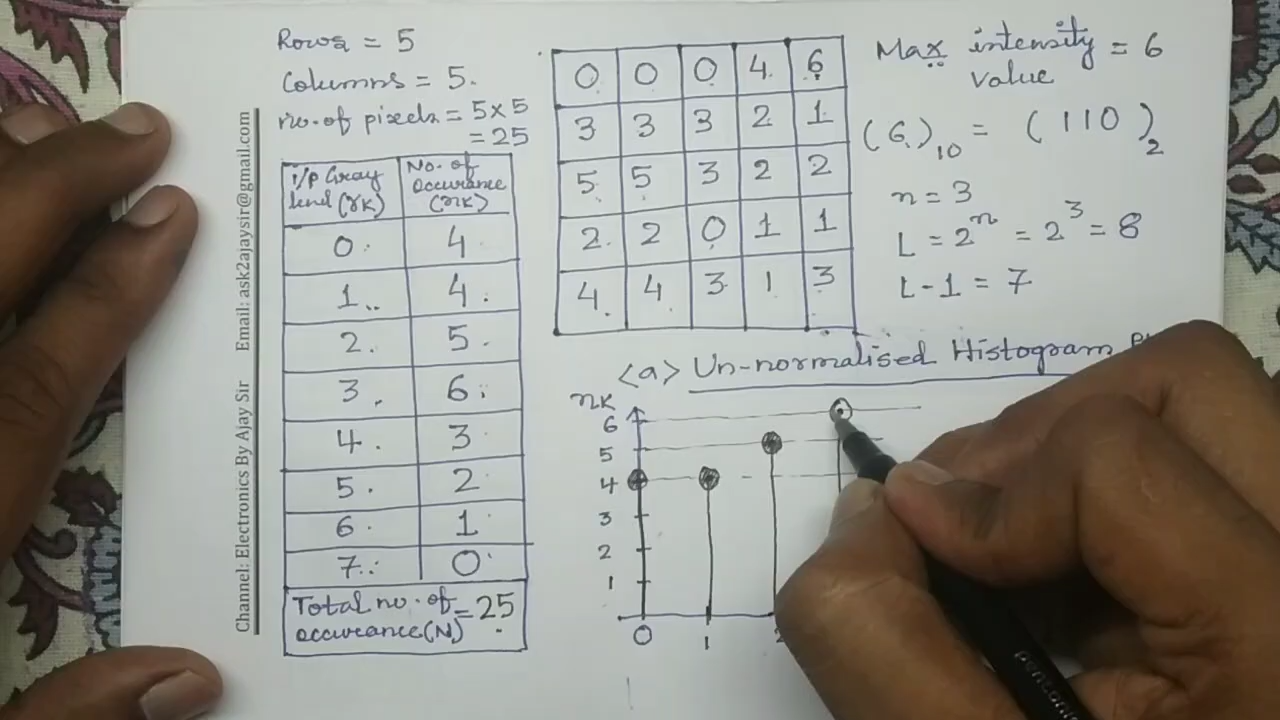 Rows = 5
Columns = 5.
no. of pixels = 5 x 5
= 25
i/p Gray level (rk) No. of occurance (nk)
0 4
1 4
2 5
3 6
4 3
5 2
6 1
7 0
Total no. of occurance (N) = 25
0 0 0 4 6
3 3 3 2 1
5 5 3 2 2
2 2 0 1 1
4 4 3 1 3
Max intensity = 6
value
(6)10 = (110)2
n = 3
L = 2^n = 2^3 = 8
L - 1 = 7
<a> Un-normalised Histogram
nk
6
5
4
3
2
1
0 1
Channel: Electronics By Ajay Sir Email: ask2ajaysir@gmail.com